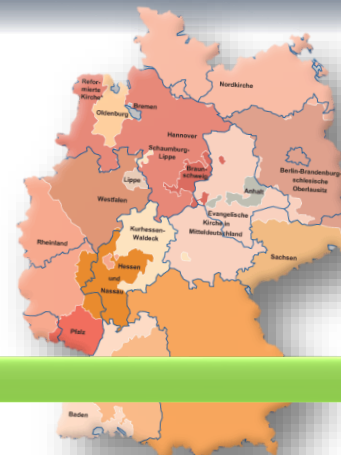 Nordkirche
Refor-
mierte
Kirche
Oldenburg
Bremen
Hannover
Schaumburg-
Lippe
Braun-
schweig
Lippe
Anhalt
Berlin-Brandenburg-
schlesische
Oberlausitz
Westfalen
Evangelische
Kirche in
Mitteldeutschland
Kurhessen-
Waldeck
Rheinland
Hessen
und
Nassau
Sachsen
Pfalz
Baden